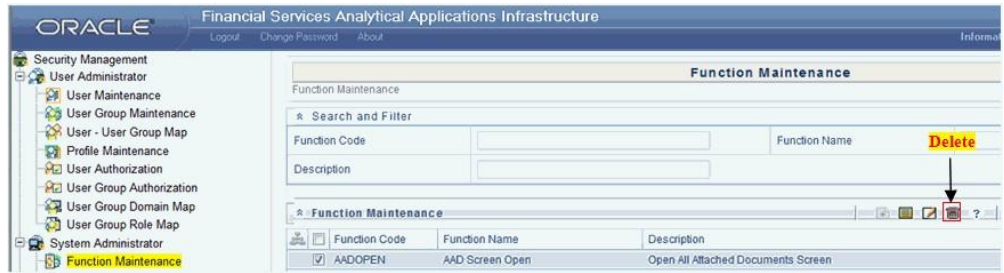 ORACLE
Financial Services Analytical Applications Infrastructure
Logout Change Password About
Security Management
User Administrator
User Maintenance
User Group Maintenance
User - User Group Map
Profile Maintenance
User Authorization
User Group Authorization
User Group Domain Map
User Group Role Map
System Administrator
Function Maintenance
Function Maintenance
Function Maintenance
Search and Filter
Function Code Function Name
Description
Delete
Function Maintenance ?
Function Code Function Name Description
AADOPEN AAD Screen Open Open All Attached Documents Screen